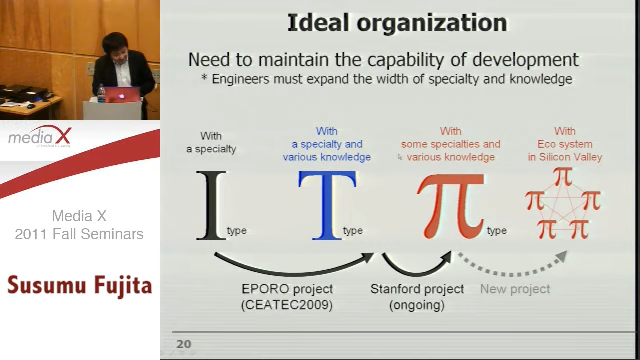 Ideal organization
Need to maintain the capability of development
* Engineers must expand the width of specialty and knowledge
media X
Media X
2011 Fall Seminars
Susumu Fujita
With
a specialty
I type
With
a specialty and
various knowledge
T type
With
some specialties and
various knowledge
π type
With
Eco system
in Silicon Valley
π
π π
π π
EPORO project
(CEATEC2009)
Stanford project
(ongoing)
New project
20